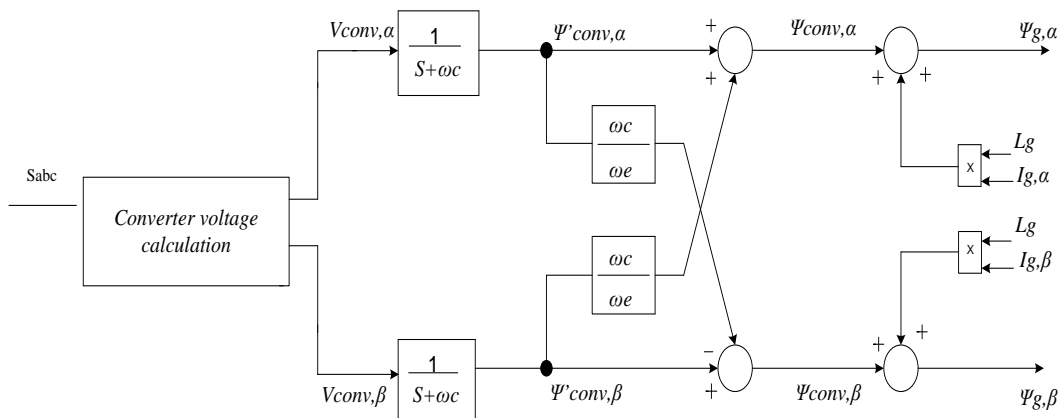 Vconv,α
1
S+ωc
Ψ'conv,α
+
+
Ψconv,α
+
+
Ψg,α
ωc
ωe
Lg
x
Ig,α
Sabc
Converter voltage
calculation
ωc
ωe
Lg
x
Ig,β
Vconv,β
1
S+ωc
Ψ'conv,β
−
+
Ψconv,β
+
+
Ψg,β